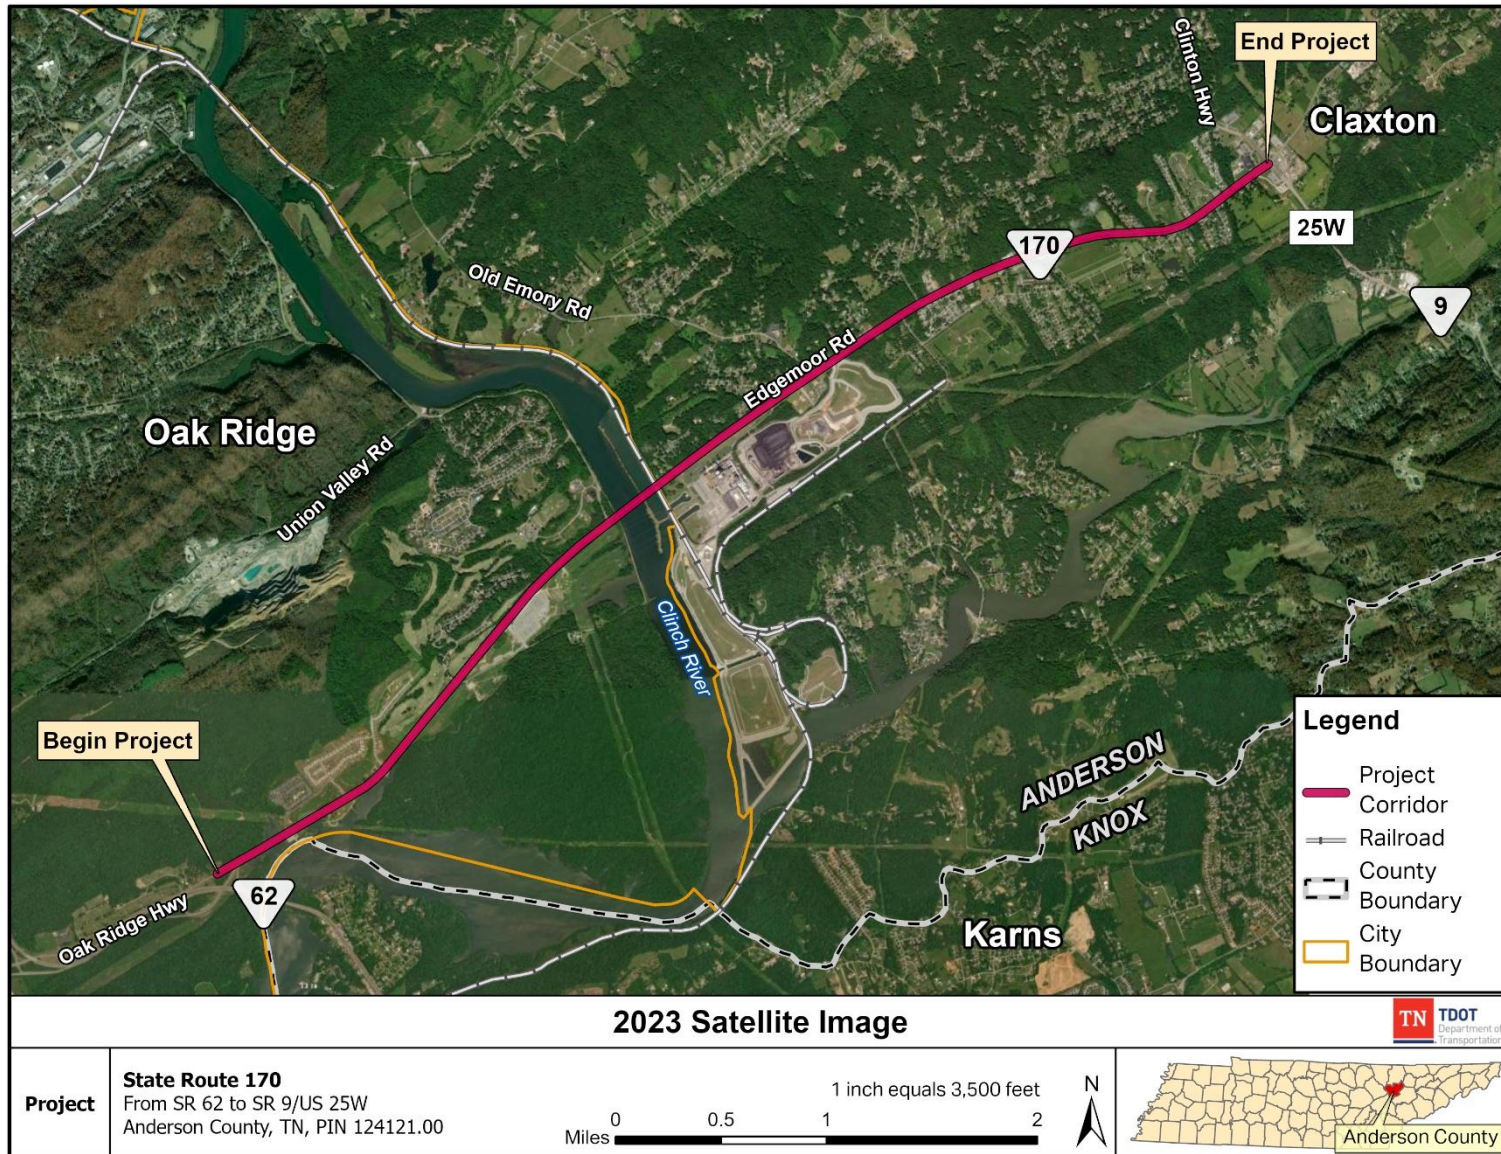 End Project
Clinton Hwy
Claxton
25W
170
9
Old Emory Rd
Edgemoor Rd
Oak Ridge
Union Valley Rd
Clinch River
Begin Project
ANDERSON
KNOX
62
Oak Ridge Hwy
Karns
Legend
Project
Corridor
Railroad
County
Boundary
City
Boundary
2023 Satellite Image
TN TDOT
Department of
Transportation
Project
State Route 170
From SR 62 to SR 9/US 25W
Anderson County, TN, PIN 124121.00
1 inch equals 3,500 feet
0 0.5 1 2
Miles
N
Anderson County